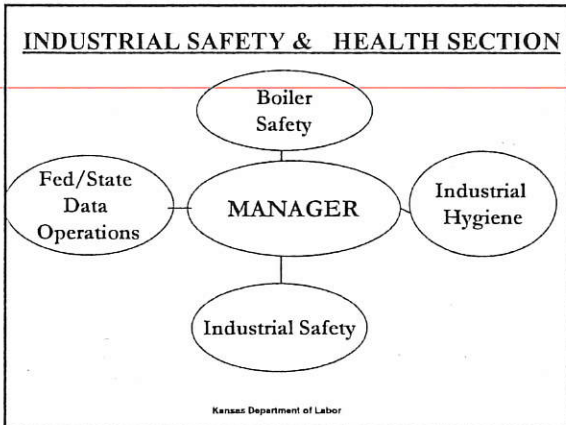 INDUSTRIAL SAFETY & HEALTH SECTION
Boiler
Safety
Fed/State
Data
Operations
MANAGER
Industrial
Hygiene
Industrial Safety
Kansas Department of Labor